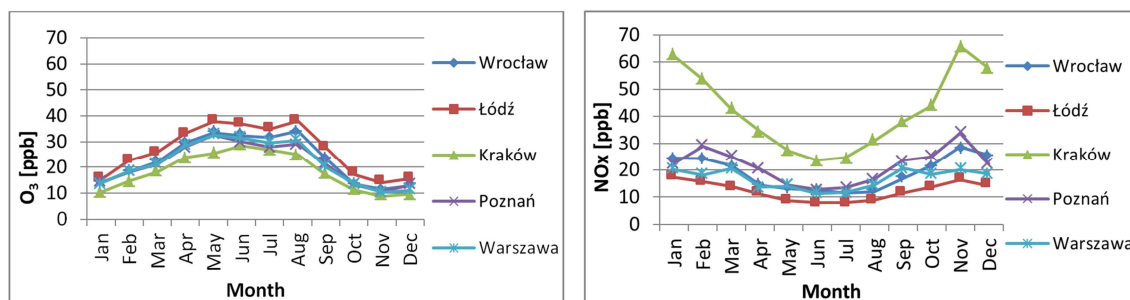 O₃ [ppb]
70
60
50
40
30
20
10
0
Jan
Feb
Mar
Apr
May
Jun
Jul
Aug
Sep
Oct
Nov
Dec
Month
Wrocław
Łódź
Kraków
Poznań
Warszawa
NOx [ppb]
70
60
50
40
30
20
10
0
Jan
Feb
Mar
Apr
May
Jun
Jul
Aug
Sep
Oct
Nov
Dec
Month
Wrocław
Łódź
Kraków
Poznań
Warszawa